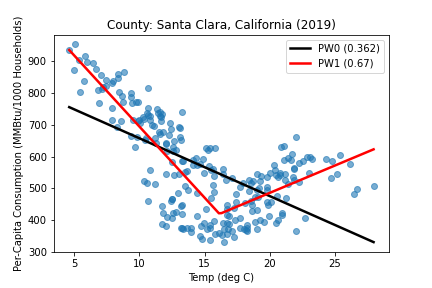 County: Santa Clara, California (2019)
PW0 (0.362)
PW1 (0.67)
Per-Capita Consumption (MMBtu/1000 Households)
900
800
700
600
500
400
300
5
10
15
20
25
Temp (deg C)